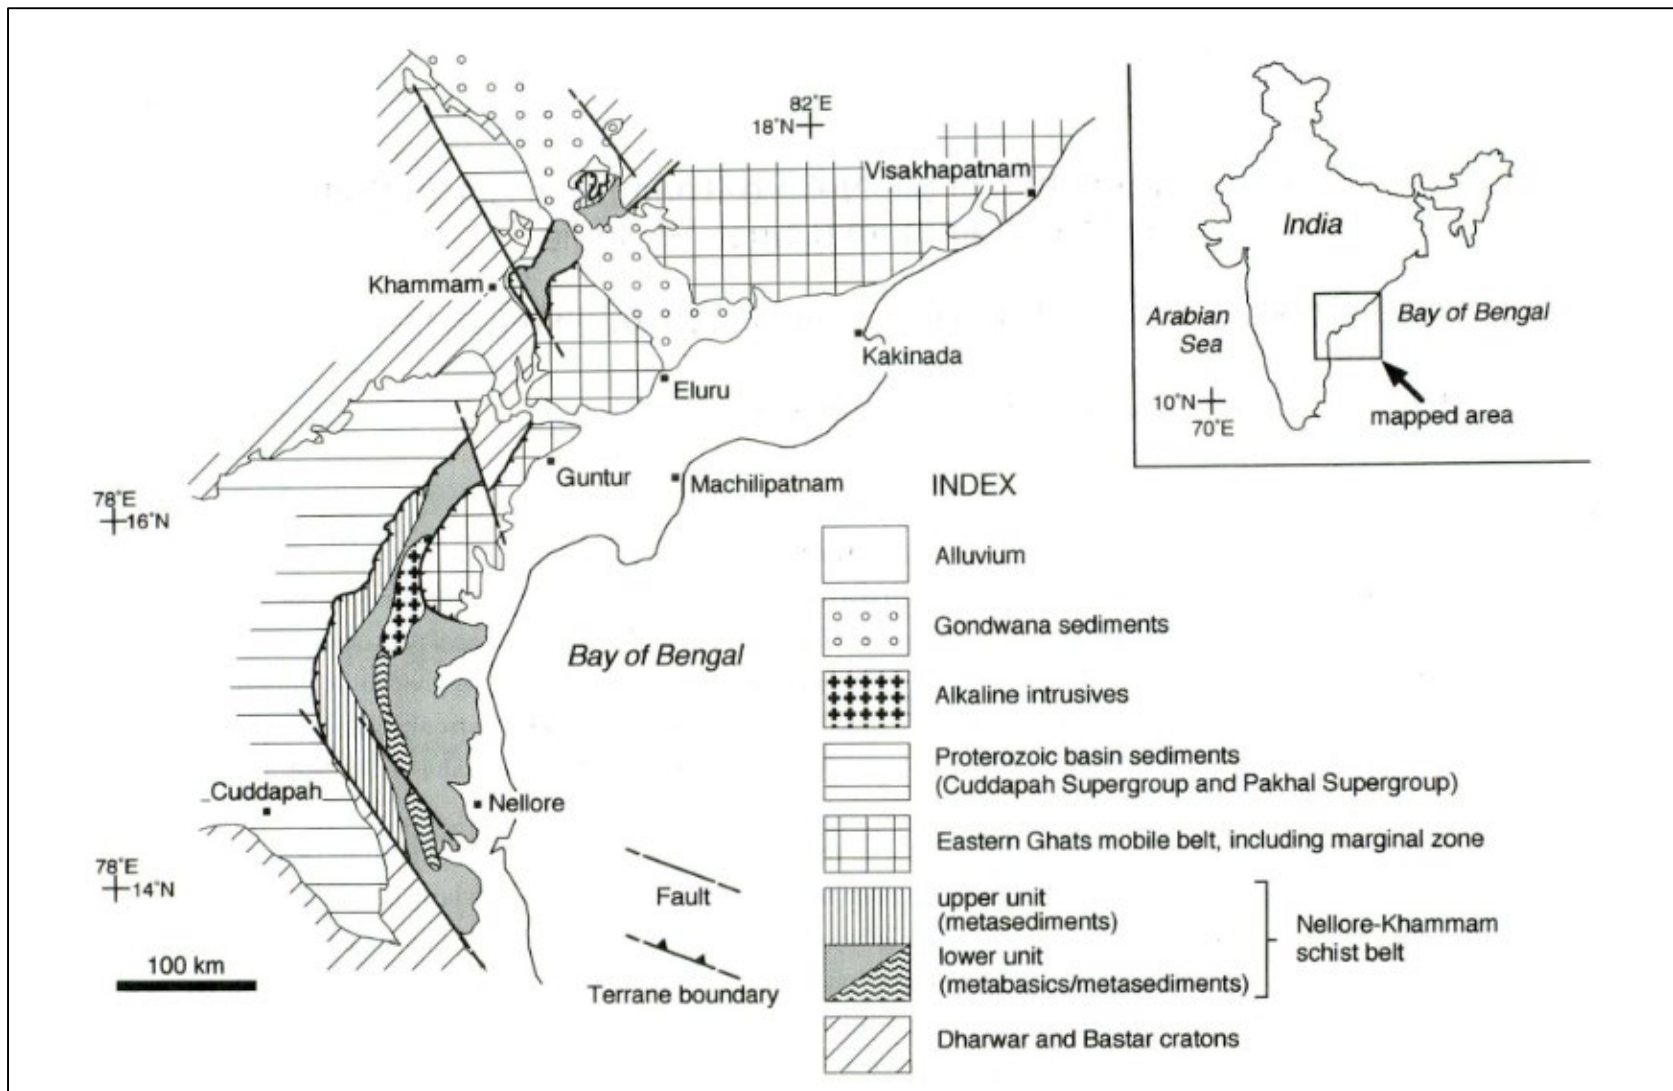 82°E
18°N
Visakhapatnam
Khammam
Kakinada
Eluru
Guntur
Machilipatnam
78°E
16°N
Bay of Bengal
Cuddapah
Nellore
78°E
14°N
100 km
Fault
Terrane boundary
India
Arabian
Sea
Bay of Bengal
10°N
70°E
mapped area
INDEX
Alluvium
Gondwana sediments
Alkaline intrusives
Proterozoic basin sediments
(Cuddapah Supergroup and Pakhal Supergroup)
Eastern Ghats mobile belt, including marginal zone
upper unit
(metasediments)
lower unit
(metabasics/metasediments)
Nellore-Khammam
schist belt
Dharwar and Bastar cratons